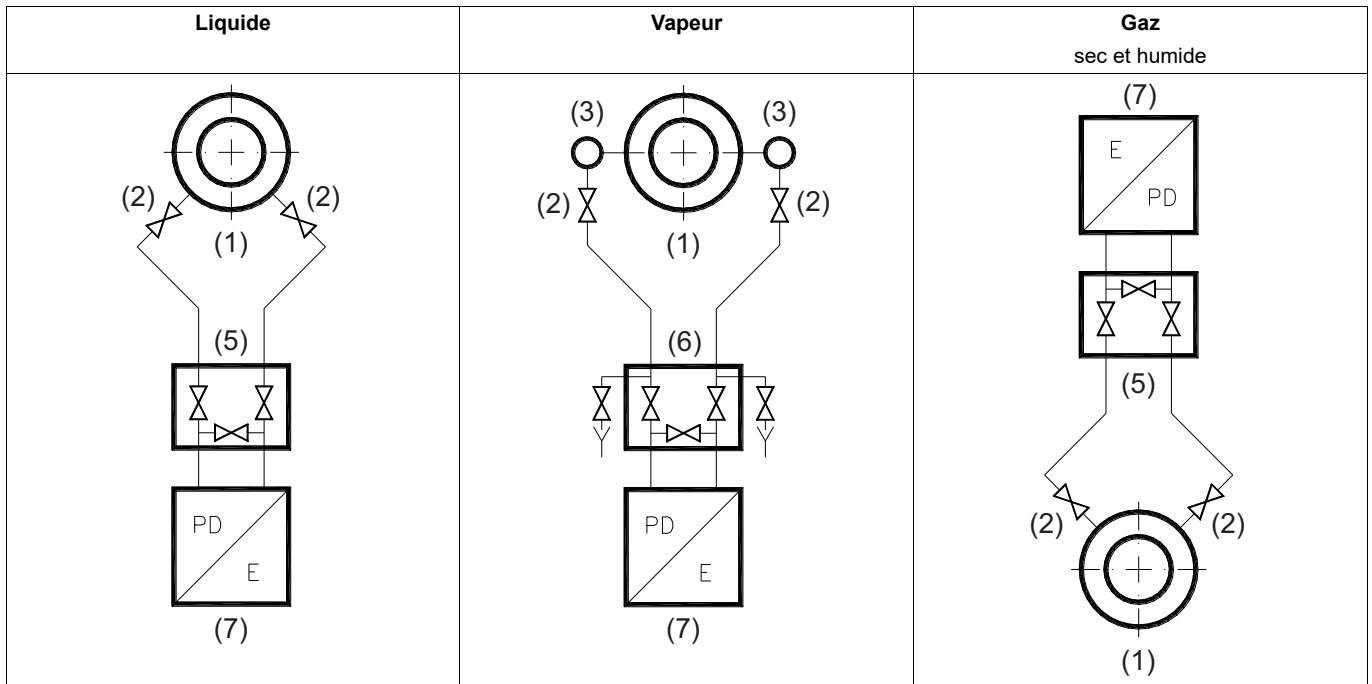 Liquide
(2)
(2)
(1)
(5)
PD
E
(7)
Vapeur
(3)
(3)
(2)
(2)
(1)
(6)
PD
E
(7)
Gaz
sec et humide
(7)
E
PD
(5)
(2)
(2)
(1)